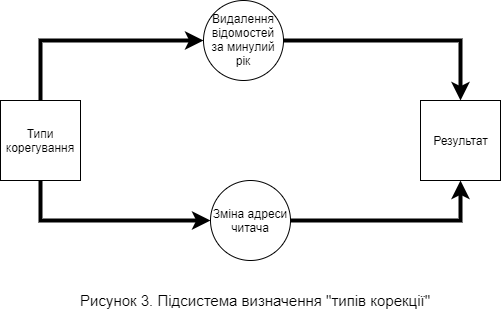 Видалення
відомостей
за минулий
рік
Типи
корегування
Результат
Зміна адреси
читача
Рисунок 3. Підсистема визначення "типів корекції"